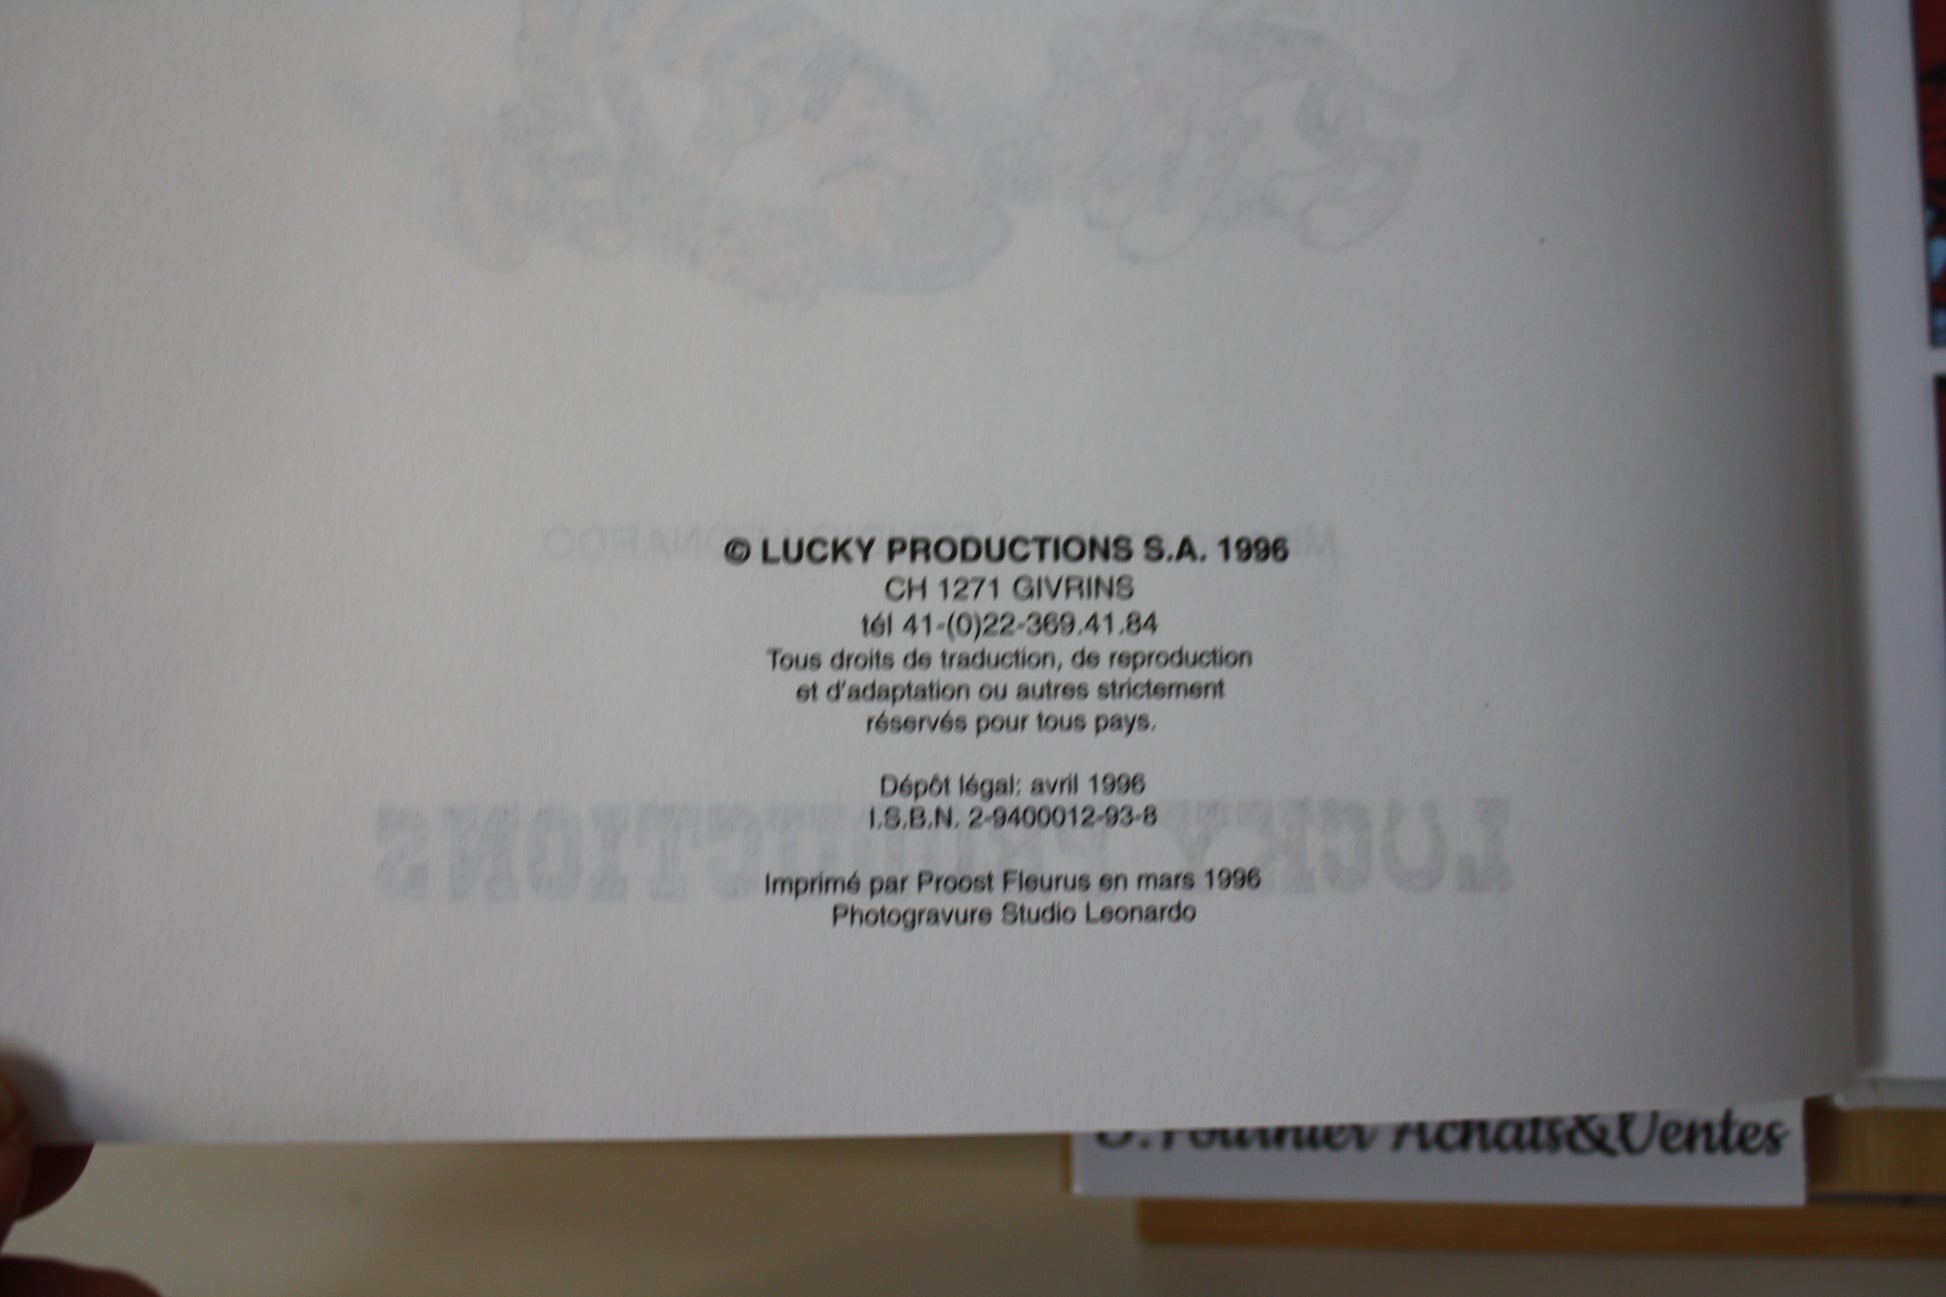 © LUCKY PRODUCTIONS S.A. 1996
CH 1271 GIVRINS
tél 41-(0)22-369.41.84
Tous droits de traduction, de reproduction
et d'adaptation ou autres strictement
réservés pour tous pays.
Dépôt légal: avril 1996
I.S.B.N. 2-9400012-93-8
Imprimé par Proost Fleurus en mars 1996
Photogravure Studio Leonardo
LUCKY PRODUCTIONS
Achats&Ventes